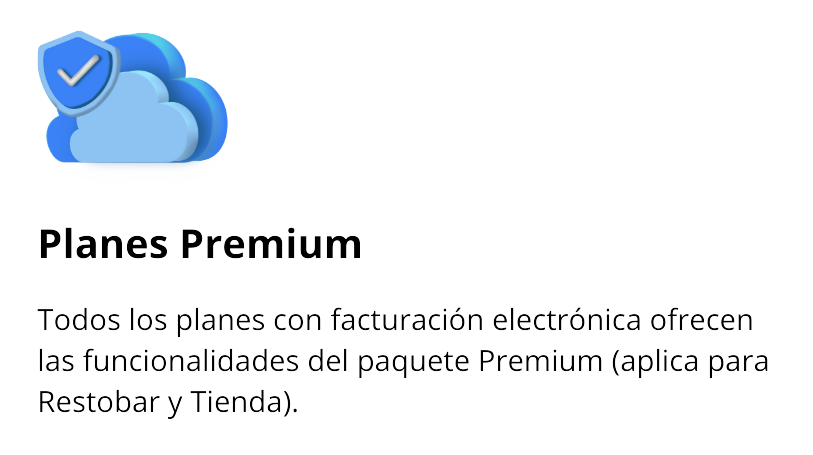 Planes Premium
Todos los planes con facturación electrónica ofrecen
las funcionalidades del paquete Premium (aplica para
Restobar y Tienda).